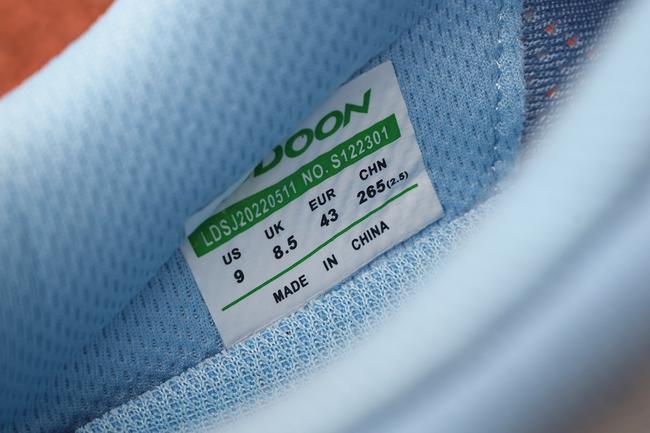 DOON
LDSJ20220511 NO. S122301
US UK EUR CHN
9 8.5 43 265(2.5)
MADE IN CHINA